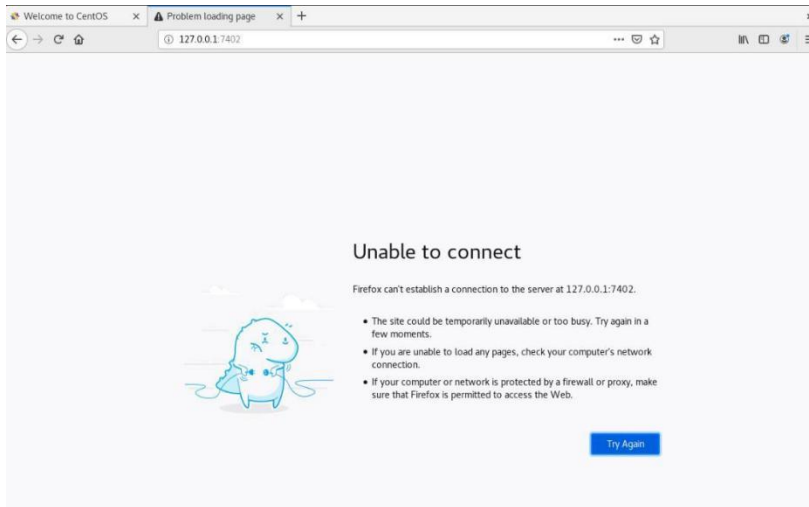 Welcome to CentOS
Problem loading page
127.0.0.1:7402
Unable to connect
Firefox can't establish a connection to the server at 127.0.0.1:7402.
The site could be temporarily unavailable or too busy. Try again in a
few moments.
If you are unable to load any pages, check your computer's network
connection.
If your computer or network is protected by a firewall or proxy, make
sure that Firefox is permitted to access the Web.
Try Again